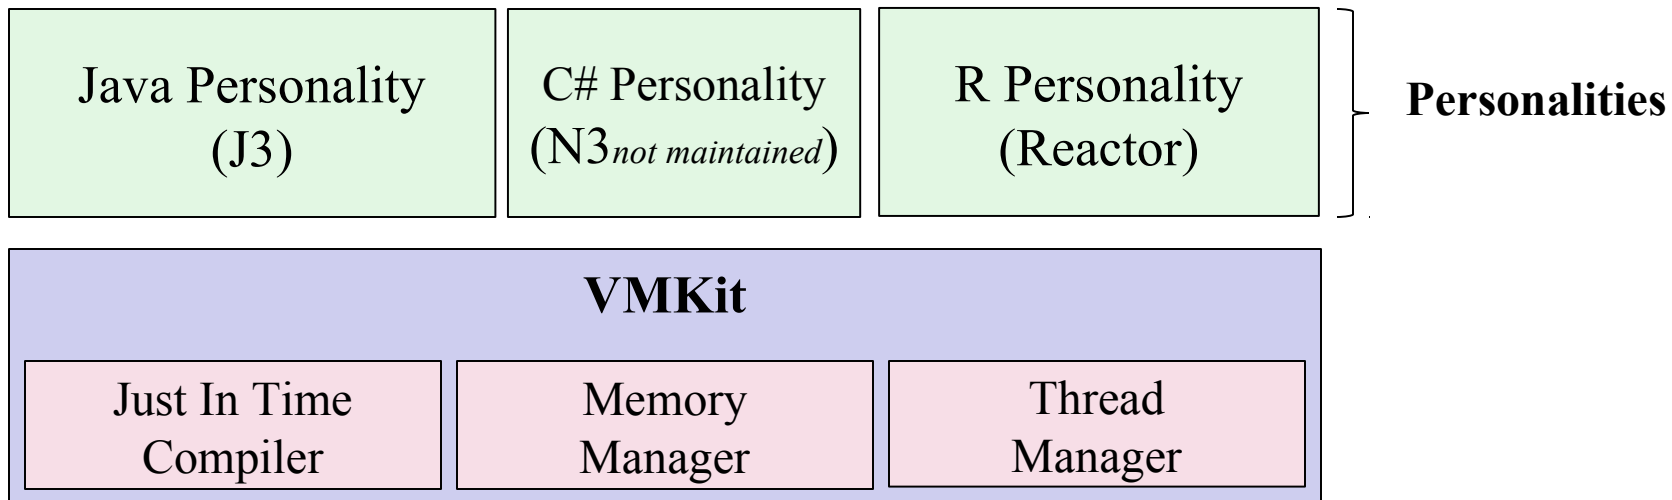 Java Personality
(J3)
C# Personality
(N3not maintained)
R Personality
(Reactor)
Personalities
VMKit
Just In Time
Compiler
Memory
Manager
Thread
Manager